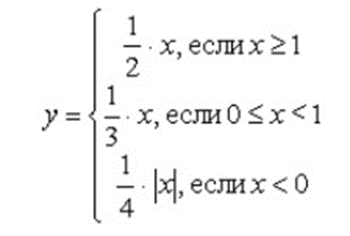 y = { 1/2 · x, если x ≥ 1
1/3 · x, если 0 ≤ x < 1
1/4 · |x|, если x < 0